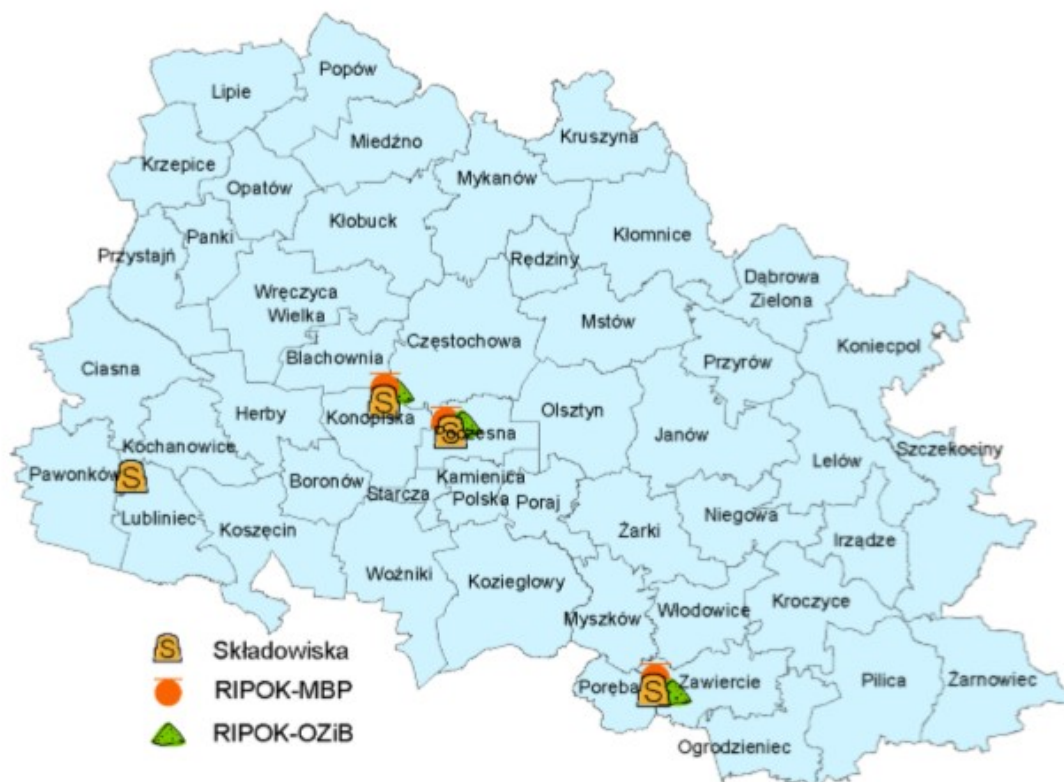 Popów
Lipie
Kruszyna
Miedźno
Krzepice
Mykanów
Opatów
Kłobuck
Kłomnice
Panki
Przystajń
Rędziny
Dąbrowa
Zielona
Wręczyca
Wielka
Mstów
Częstochowa
Koniecpol
Blachownia
Przyrów
Ciasna
Olsztyn
Herby
S
Konopiska
S
Poczesna
Janów
Kochanowice
Szczekociny
Lelów
Pawonków
S
Kamienica
Polska
Boronów
Starcza
Poraj
Niegowa
Lubliniec
Koszęcin
Żarki
Irządze
Woźniki
Koziegłowy
Kroczyce
Myszków
Włodowice
S
Składowiska
Poręba
S
Zawiercie
Pilica
Żarnowiec
RIPOK-MBP
RIPOK-OZiB
Ogrodzieniec